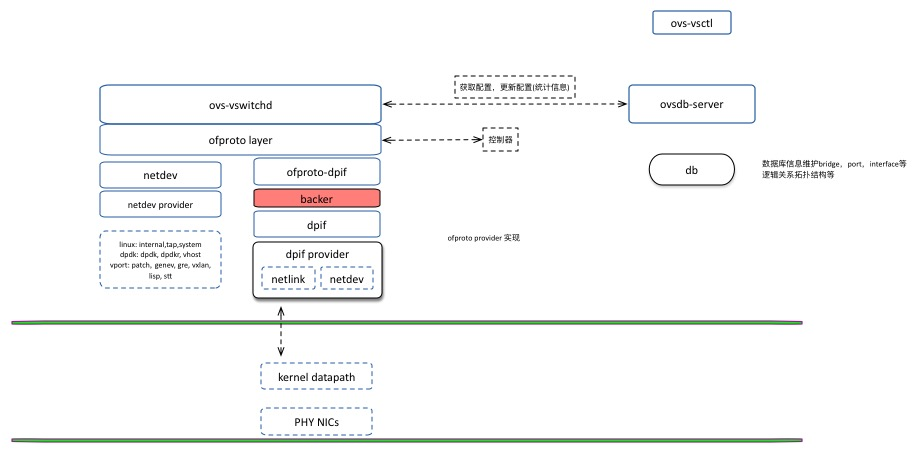 ovs-vsctl
获取配置，更新配置(统计信息)
ovs-vswitchd
ovsdb-server
ofproto layer
控制器
netdev
ofproto-dpif
db
数据库信息维护bridge，port，interface等
逻辑关系拓扑结构等
netdev provider
backer
dpif
linux: internal,tap,system
dpdk: dpdk, dpdkr, vhost
vport: patch, genev, gre, vxlan,
lisp, stt
ofproto provider 实现
dpif provider
netlink
netdev
kernel datapath
PHY NICs